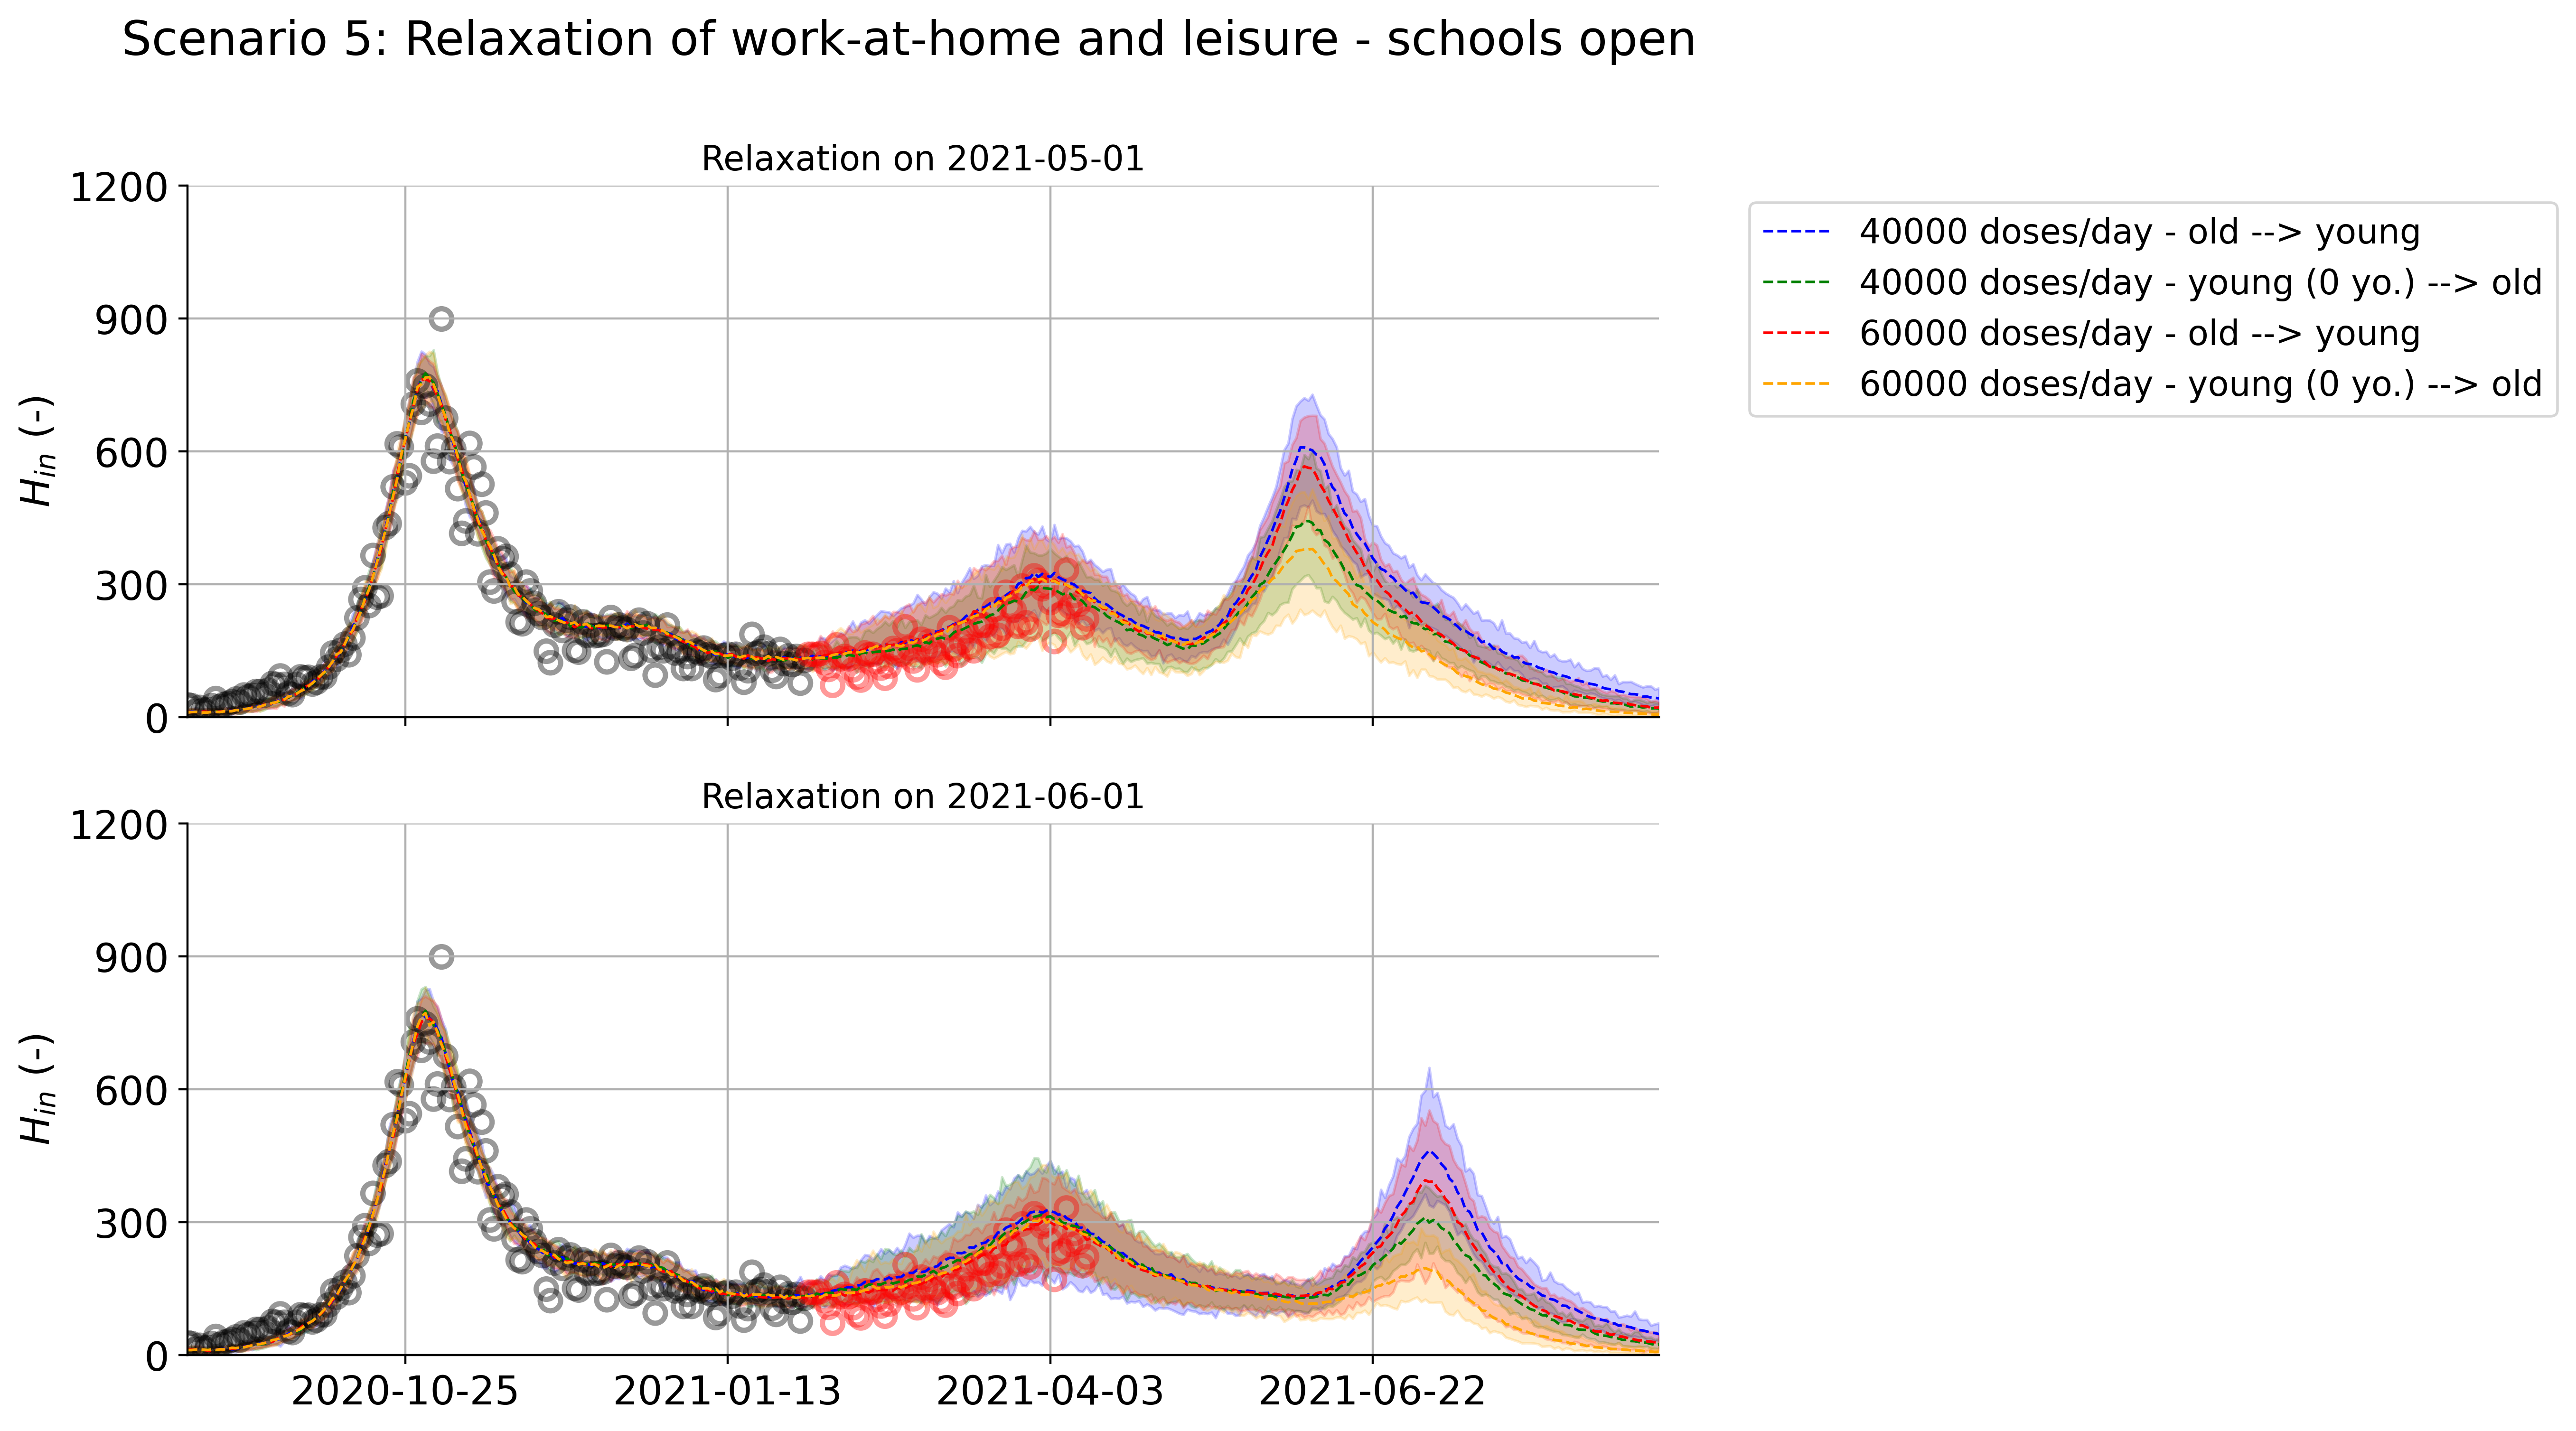 Scenario 5: Relaxation of work-at-home and leisure - schools open
Relaxation on 2021-05-01
1200
900
600
300
0
H_in (-)
40000 doses/day - old --> young
40000 doses/day - young (0 yo.) --> old
60000 doses/day - old --> young
60000 doses/day - young (0 yo.) --> old
Relaxation on 2021-06-01
1200
900
600
300
0
H_in (-)
2020-10-25 2021-01-13 2021-04-03 2021-06-22